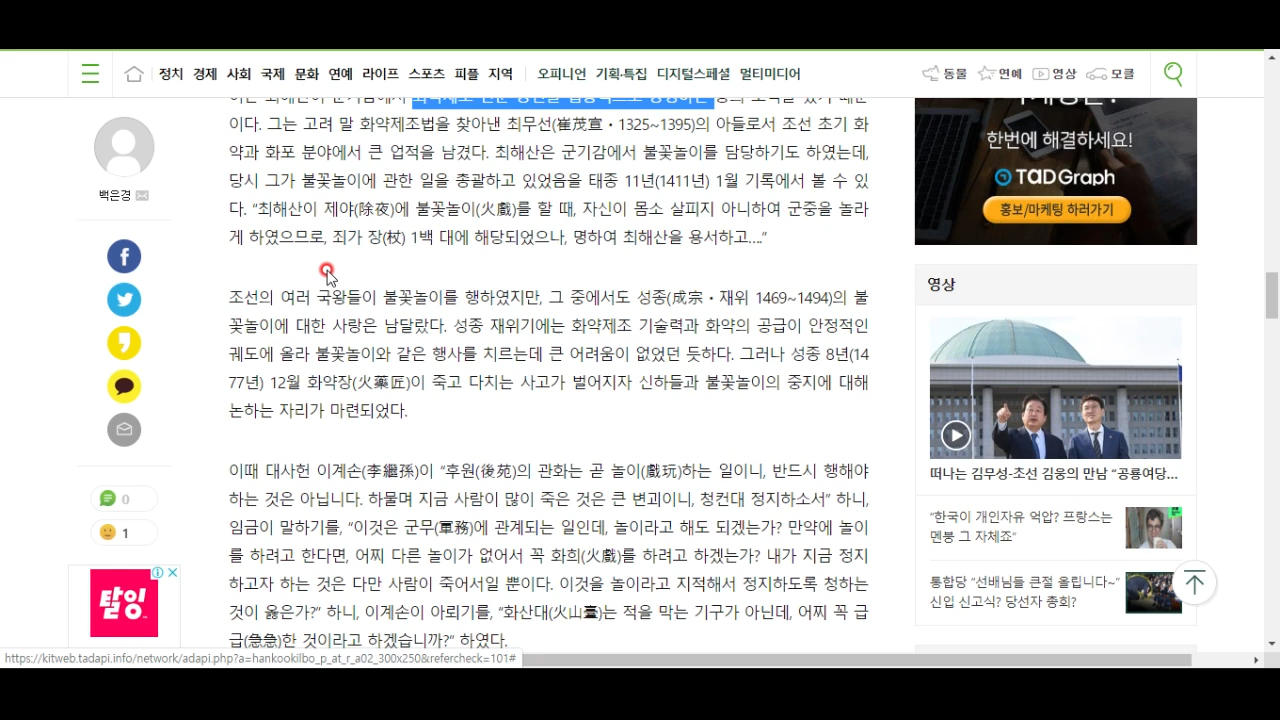 정치 경제 사회 국제 문화 연예 라이프 스포츠 피플 지역 오피니언 기획·특집 디지털스페셜 멀티미디어 동물 연예 영상 모클
이다. 그는 고려 말 화약제조법을 찾아낸 최무선(崔茂宣·1325~1395)의 아들로서 조선 초기 화
약과 화포 분야에서 큰 업적을 남겼다. 최해산은 군기감에서 불꽃놀이를 담당하기도 하였는데,
당시 그가 불꽃놀이에 관한 일을 총괄하고 있었음을 태종 11년(1411년) 1월 기록에서 볼 수 있
다. “최해산이 제야(除夜)에 불꽃놀이(火戱)를 할 때, 자신이 몸소 살피지 아니하여 군중을 놀라
게 하였으므로, 죄가 장(杖) 1백 대에 해당되었으나, 명하여 최해산을 용서하고….”
조선의 여러 국왕들이 불꽃놀이를 행하였지만, 그 중에서도 성종(成宗·재위 1469~1494)의 불
꽃놀이에 대한 사랑은 남달랐다. 성종 재위기에는 화약제조 기술력과 화약의 공급이 안정적인
궤도에 올라 불꽃놀이와 같은 행사를 치르는데 큰 어려움이 없었던 듯하다. 그러나 성종 8년(14
77년) 12월 화약장(火藥匠)이 죽고 다치는 사고가 벌어지자 신하들과 불꽃놀이의 중지에 대해
논하는 자리가 마련되었다.
이때 대사헌 이계손(李繼孫)이 “후원(後苑)의 관화는 곧 놀이(戱玩)하는 일이니, 반드시 행해야
하는 것은 아닙니다. 하물며 지금 사람이 많이 죽은 것은 큰 변괴이니, 청컨대 정지하소서” 하니,
임금이 말하기를, “이것은 군무(軍務)에 관계되는 일인데, 놀이라고 해도 되겠는가? 만약에 놀이
를 하려고 한다면, 어찌 다른 놀이가 없어서 꼭 화희(火戱)를 하려고 하겠는가? 내가 지금 정지
하고자 하는 것은 다만 사람이 죽어서일 뿐이다. 이것을 놀이라고 지적해서 정지하도록 청하는
것이 옳은가?” 하니, 이계손이 아뢰기를, “화산대(火山臺)는 적을 막는 기구가 아닌데, 어찌 꼭 급
급(急急)한 것이라고 하겠습니까?” 하였다.
백은경
0
1
탈잉
한번에 해결하세요!
TADGraph
홍보/마케팅 하러가기
영상
떠나는 김무성-조선 김웅의 만남 “공룡여당...
“한국이 개인자유 억압? 프랑스는
멘붕 그 자체죠”
통합당 “선배님들 큰절 올립니다~”
신입 신고식? 당선자 총회?
https://kitweb.tadapi.info/network/adapi.php?a=hankookilbo_p_at_r_a02_300x250&refercheck=101#